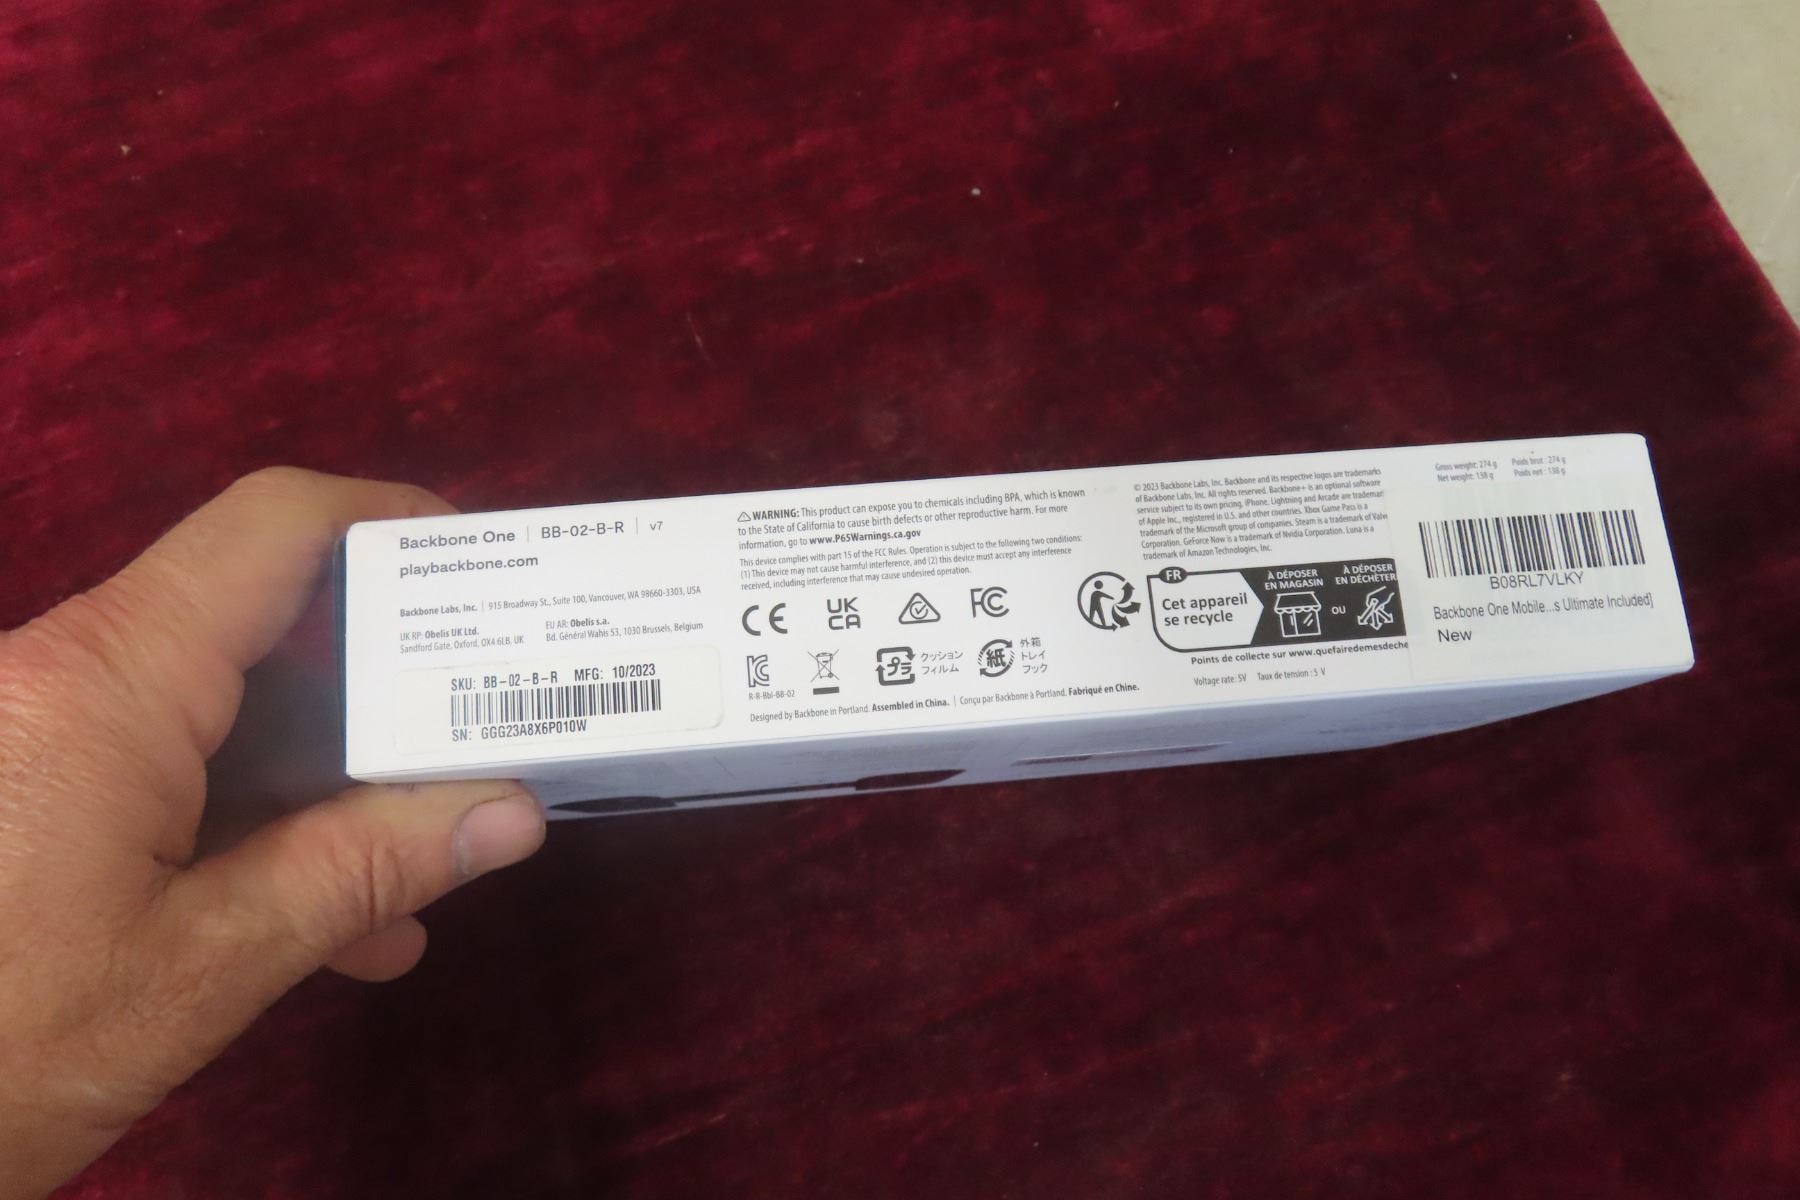 Backbone One | BB-02-B-R | v7
playbackbone.com
Backbone Labs, Inc. | 915 Broadway St., Suite 100, Vancouver, WA 98660-3303, USA
UK RP: Obelis UK Ltd.
Sandford Gate, Oxford, OX4 6LB, UK
EU AR: Obelis s.a.
Bd. Général Wahis 53, 1030 Brussels, Belgium
SKU: BB-02-B-R MFG: 10/2023
SN: GGG23A8X6P010W
WARNING: This product can expose you to chemicals including BPA, which is known
to the State of California to cause birth defects or other reproductive harm. For more
information, go to www.P65Warnings.ca.gov
This device complies with part 15 of the FCC Rules. Operation is subject to the following two conditions:
(1) This device may not cause harmful interference, and (2) this device must accept any interference
received, including interference that may cause undesired operation.
CE
UK
CA
FC
R-R-BbI-BB-02
プラ
クッション
フィルム
紙
外箱
トレイ
フック
Designed by Backbone in Portland. Assembled in China. | Conçu par Backbone à Portland. Fabriqué en Chine.
© 2023 Backbone Labs, Inc. Backbone and its respective logos are trademarks
of Backbone Labs, Inc. All rights reserved. Backbone+ is an optional software
service subject to its own pricing. iPhone, Lightning and Arcade are trademar
of Apple Inc., registered in U.S. and other countries. Xbox Game Pass is a
trademark of the Microsoft group of companies. Steam is a trademark of Valv
Corporation. GeForce Now is a trademark of Nvidia Corporation. Luna is a
trademark of Amazon Technologies, Inc.
FR
Cet appareil
se recycle
À DÉPOSER
EN MAGASIN
OU
À DÉPOSER
EN DÉCHÈTER
Points de collecte sur www.quefairedemesdeche
Voltage rate: 5V Taux de tension : 5 V
Gross weight: 274 g Poids brut : 274 g
Net weight: 138 g Poids net : 138 g
B08RL7VLKY
Backbone One Mobile...s Ultimate Included]
New